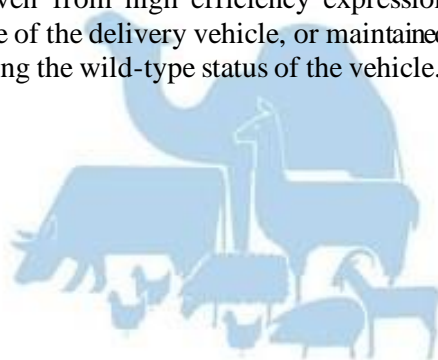 from high efficiency expression
e of the delivery vehicle, or maintained
ing the wild-type status of the vehicle.